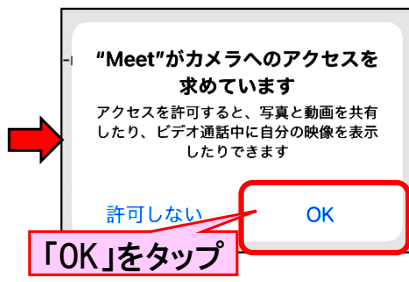 “Meet”がカメラへのアクセスを
求めています
アクセスを許可すると、写真と動画を共有
したり、ビデオ通話中に自分の映像を表示
したりできます
許可しない
OK
「OK」をタップ